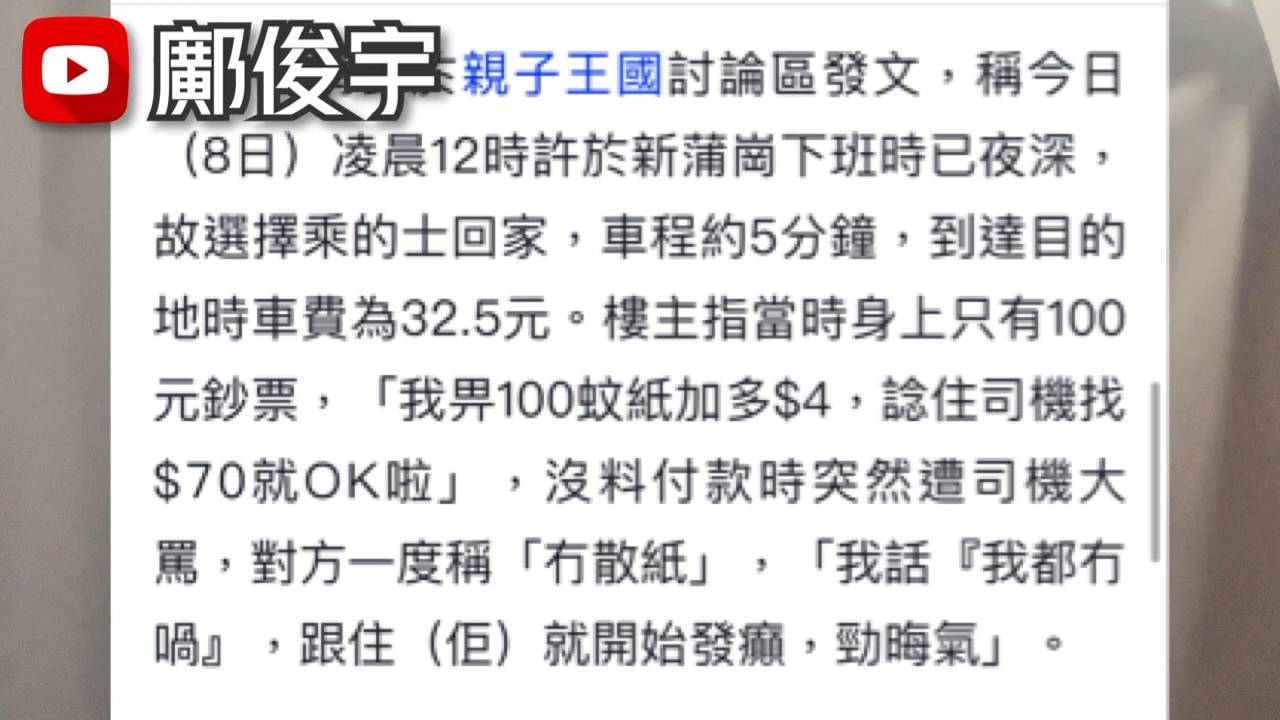 鄺俊宇
親子王國討論區發文，稱今日
（8日）凌晨12時許於新蒲崗下班時已夜深，
故選擇乘的士回家，車程約5分鐘，到達目的
地時車費為32.5元。樓主指當時身上只有100
元鈔票，「我畀100蚊紙加多$4，諗住司機找
$70就OK啦」，沒料付款時突然遭司機大
罵，對方一度稱「冇散紙」，「我話『我都冇
喎』，跟住（佢）就開始發癲，勁晦氣」。